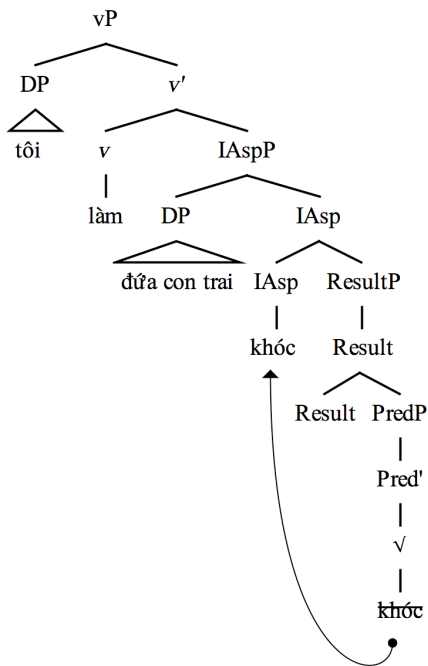 vP
DP v'
tôi v IAspP
làm DP IAsp
đứa con trai IAsp ResultP
khóc Result
Result PredP
Pred'
√
khóc